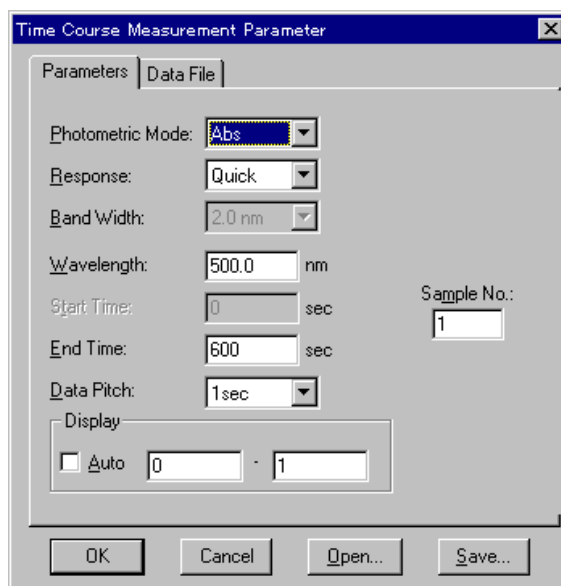 Time Course Measurement Parameter
Parameters Data File
Photometric Mode: Abs
Response: Quick
Band Width: 2.0 nm
Wavelength: 500.0 nm
Start Time: 0 sec
Sample No.:
1
End Time: 600 sec
Data Pitch: 1sec
Display
Auto 0 - 1
OK Cancel Open... Save...